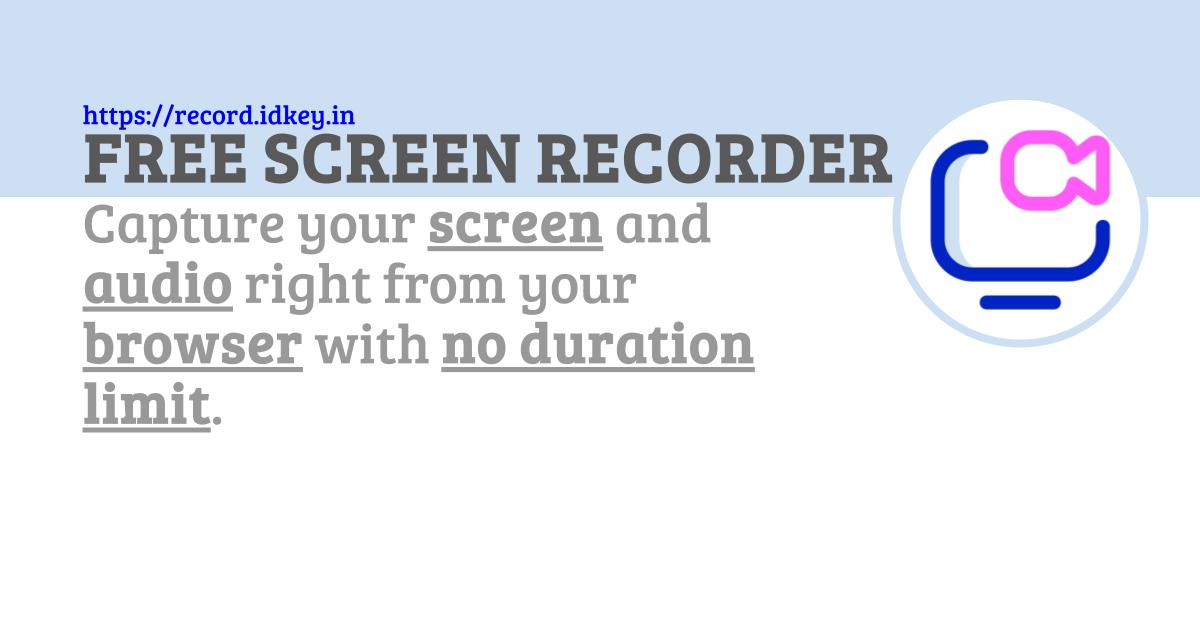 https://record.idkey.in
FREE SCREEN RECORDER
Capture your screen and
audio right from your
browser with no duration
limit.